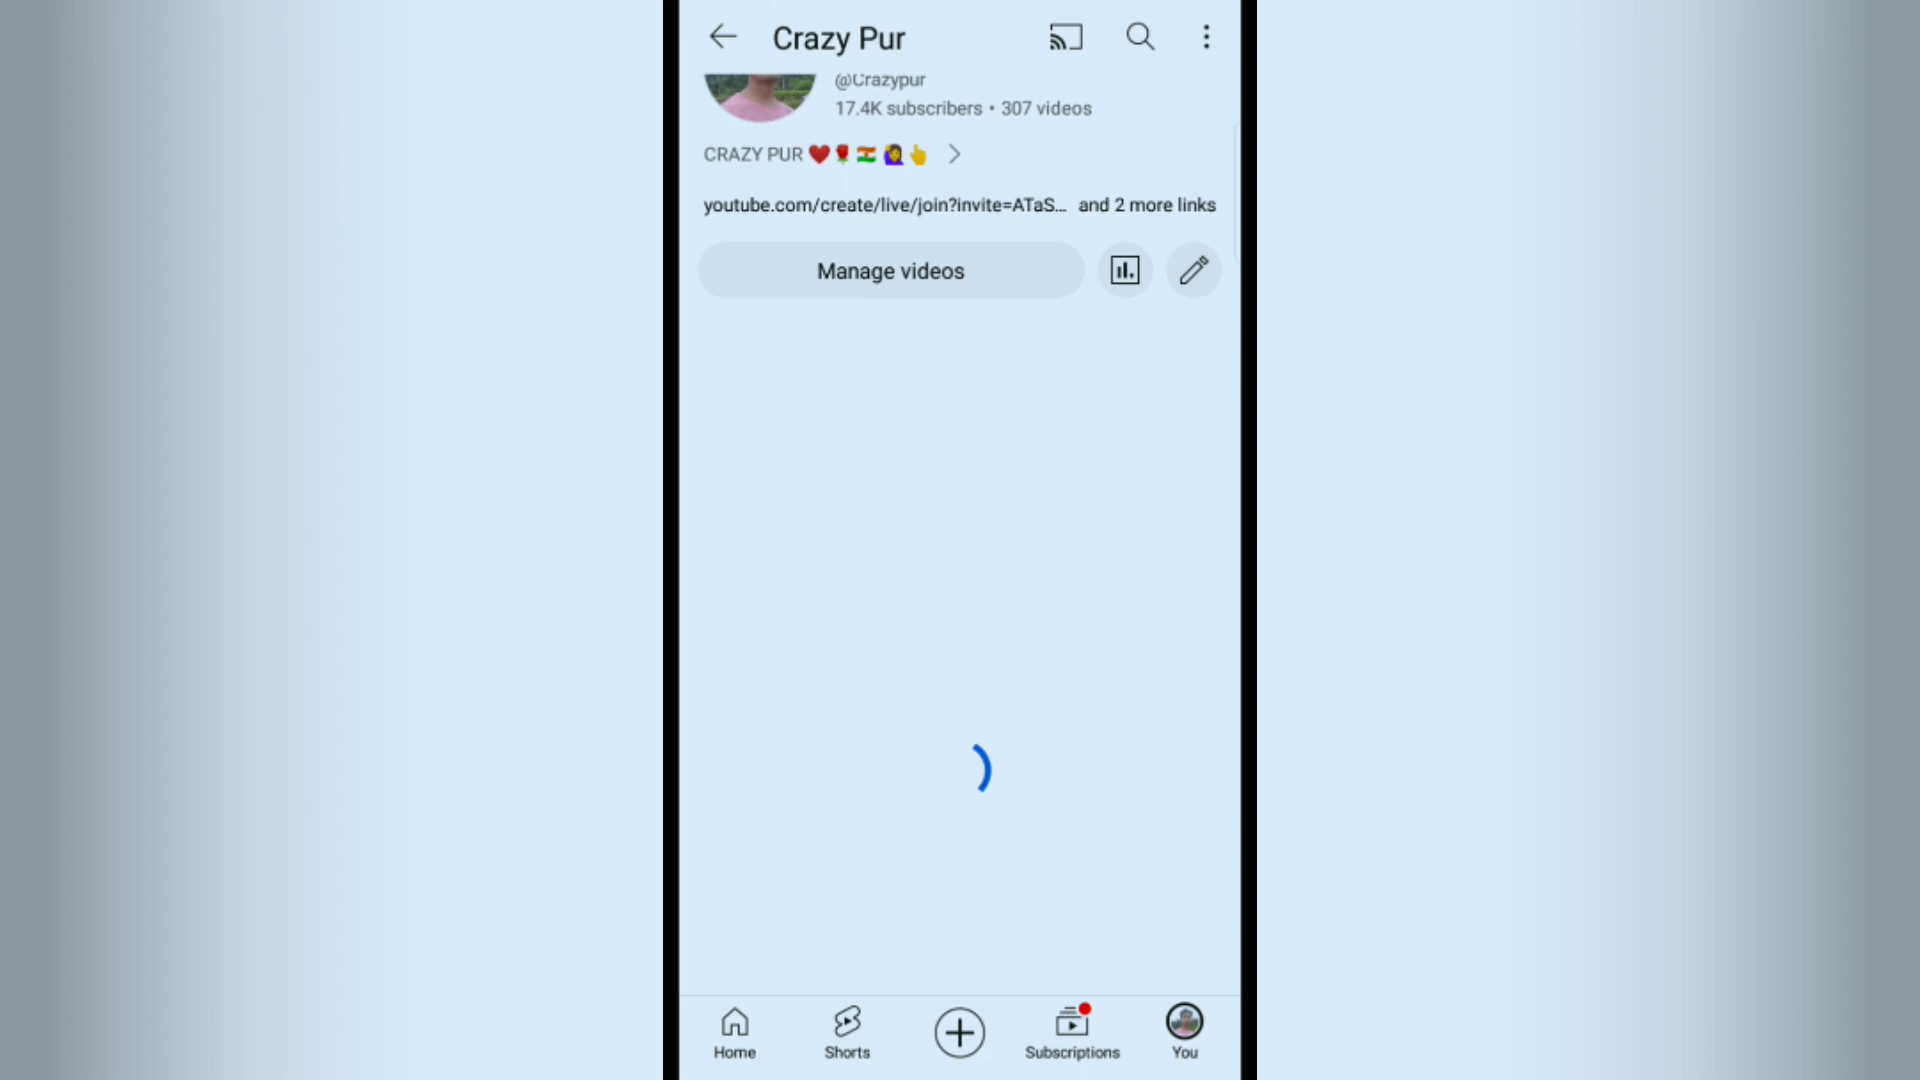 Crazy Pur
@Crazypur
17.4K subscribers • 307 videos
CRAZY PUR ❤️🌹🇮🇳🙋‍♀️👆
youtube.com/create/live/join?invite=ATaS... and 2 more links
Manage videos
Home
Shorts
Subscriptions
You